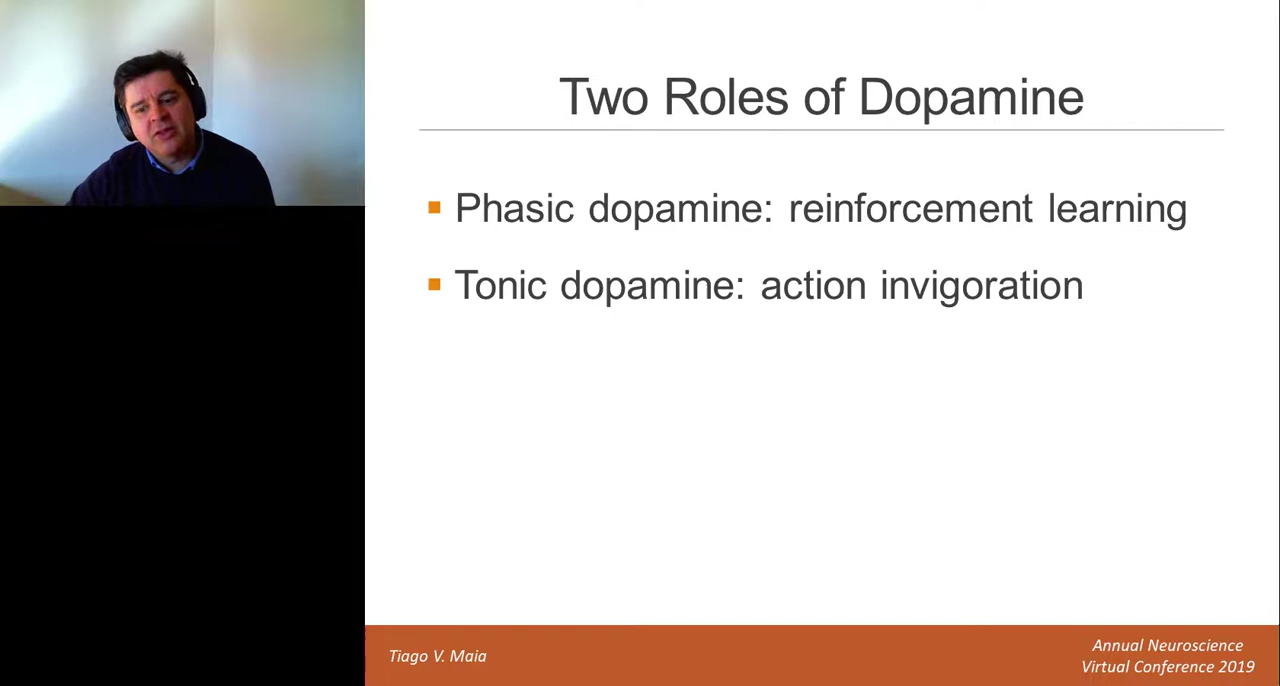 Two Roles of Dopamine
Phasic dopamine: reinforcement learning
Tonic dopamine: action invigoration
Tiago V. Maia
Annual Neuroscience
Virtual Conference 2019